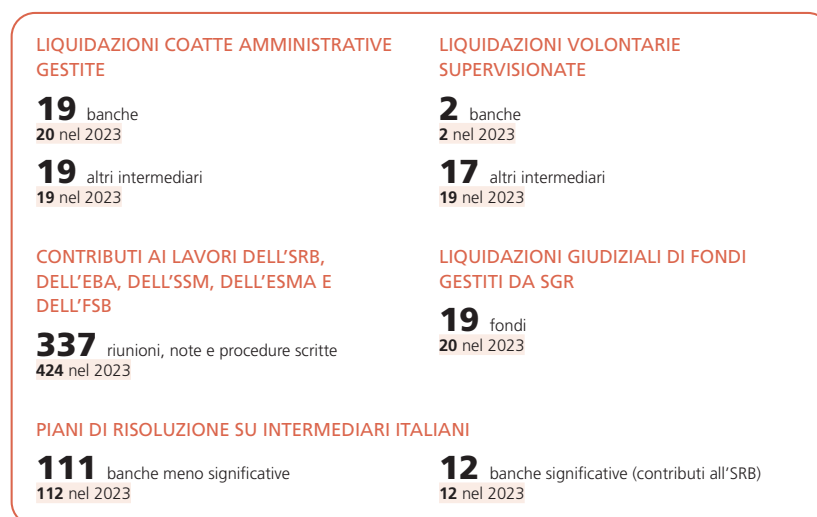 LIQUIDAZIONI COATTE AMMINISTRATIVE
GESTITE
19 banche
20 nel 2023
19 altri intermediari
19 nel 2023
LIQUIDAZIONI VOLONTARIE
SUPERVISIONATE
2 banche
2 nel 2023
17 altri intermediari
19 nel 2023
CONTRIBUTI AI LAVORI DELL'SRB,
DELL'EBA, DELL'SSM, DELL'ESMA E
DELL'FSB
337 riunioni, note e procedure scritte
424 nel 2023
LIQUIDAZIONI GIUDIZIALI DI FONDI
GESTITI DA SGR
19 fondi
20 nel 2023
PIANI DI RISOLUZIONE SU INTERMEDIARI ITALIANI
111 banche meno significative
112 nel 2023
12 banche significative (contributi all'SRB)
12 nel 2023